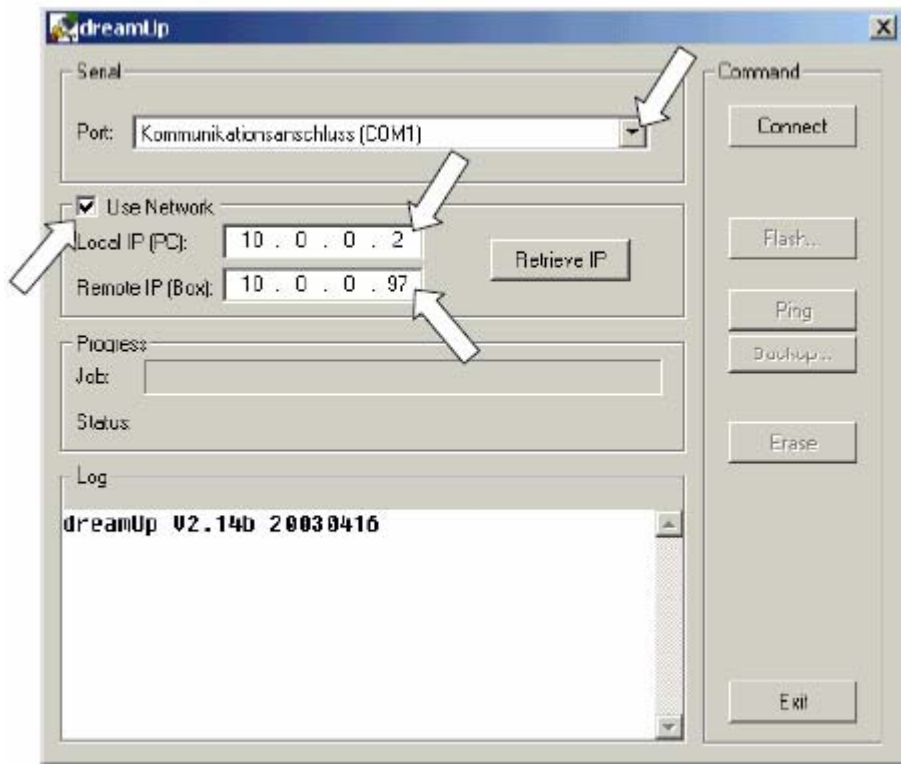 dreamUp
Serial
Port: Kommunikationsanschluss (COM1)
Use Network
Local IP (PC): 10 . 0 . 0 . 2
Remote IP (Box): 10 . 0 . 0 . 97
Retrieve IP
Progress
Job:
Status:
Log
dreamUp V2.14b 20030416
Command
Connect
Flash...
Ping
Backup...
Erase
Exit